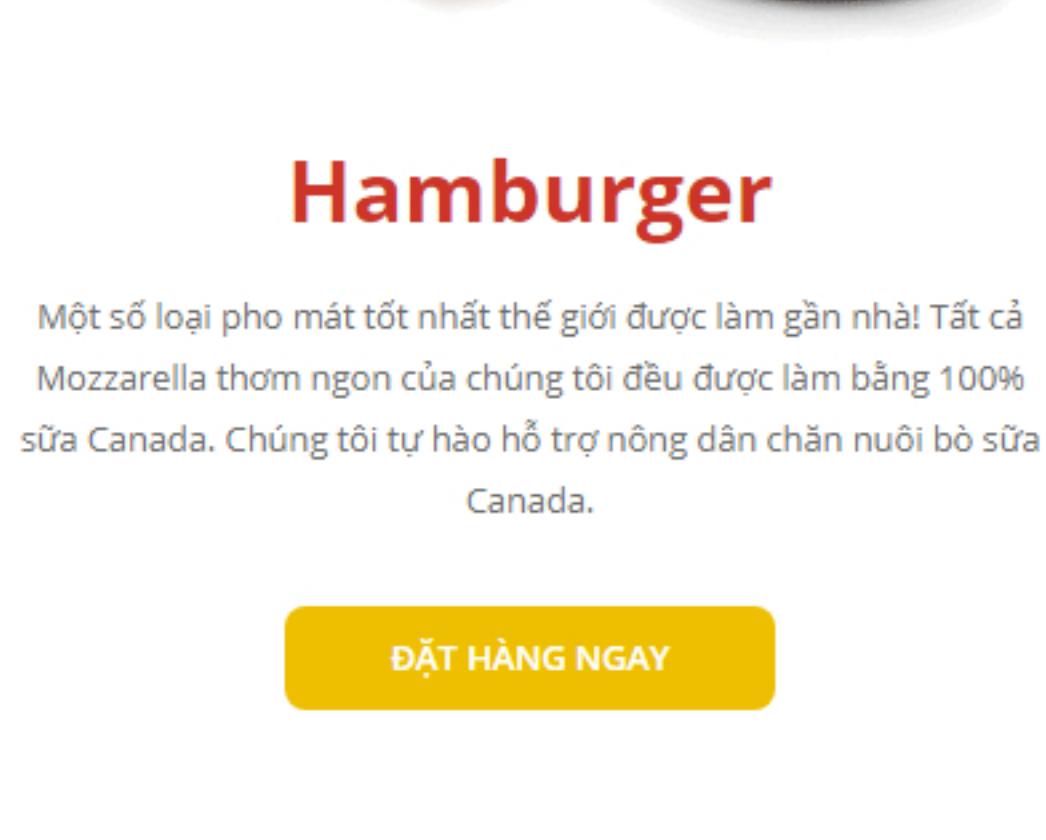 Hamburger
Một số loại pho mát tốt nhất thế giới được làm gần nhà! Tất cả
Mozzarella thơm ngon của chúng tôi đều được làm bằng 100%
sữa Canada. Chúng tôi tự hào hỗ trợ nông dân chăn nuôi bò sữa
Canada.
ĐẶT HÀNG NGAY